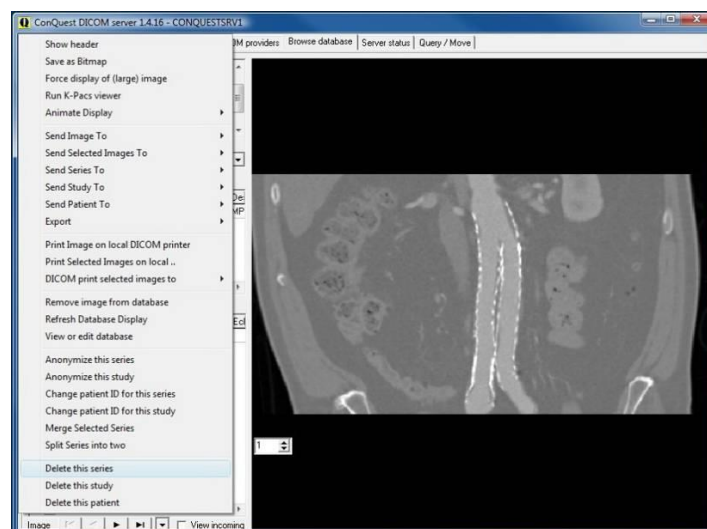 ConQuest DICOM server 1.4.16 - CONQUESTSRV1
OM providers Browse database Server status Query / Move
Show header
Save as Bitmap
Force display of (large) image
Run K-Pacs viewer
Animate Display
Send Image To
Send Selected Images To
Send Series To
Send Study To
Send Patient To
Export
Print Image on local DICOM printer
Print Selected Images on local ..
DICOM print selected images to
Remove image from database
Refresh Database Display
View or edit database
Anonymize this series
Anonymize this study
Change patient ID for this series
Change patient ID for this study
Merge Selected Series
Split Series into two
1
Delete this series
Delete this study
Delete this patient
Image View incoming